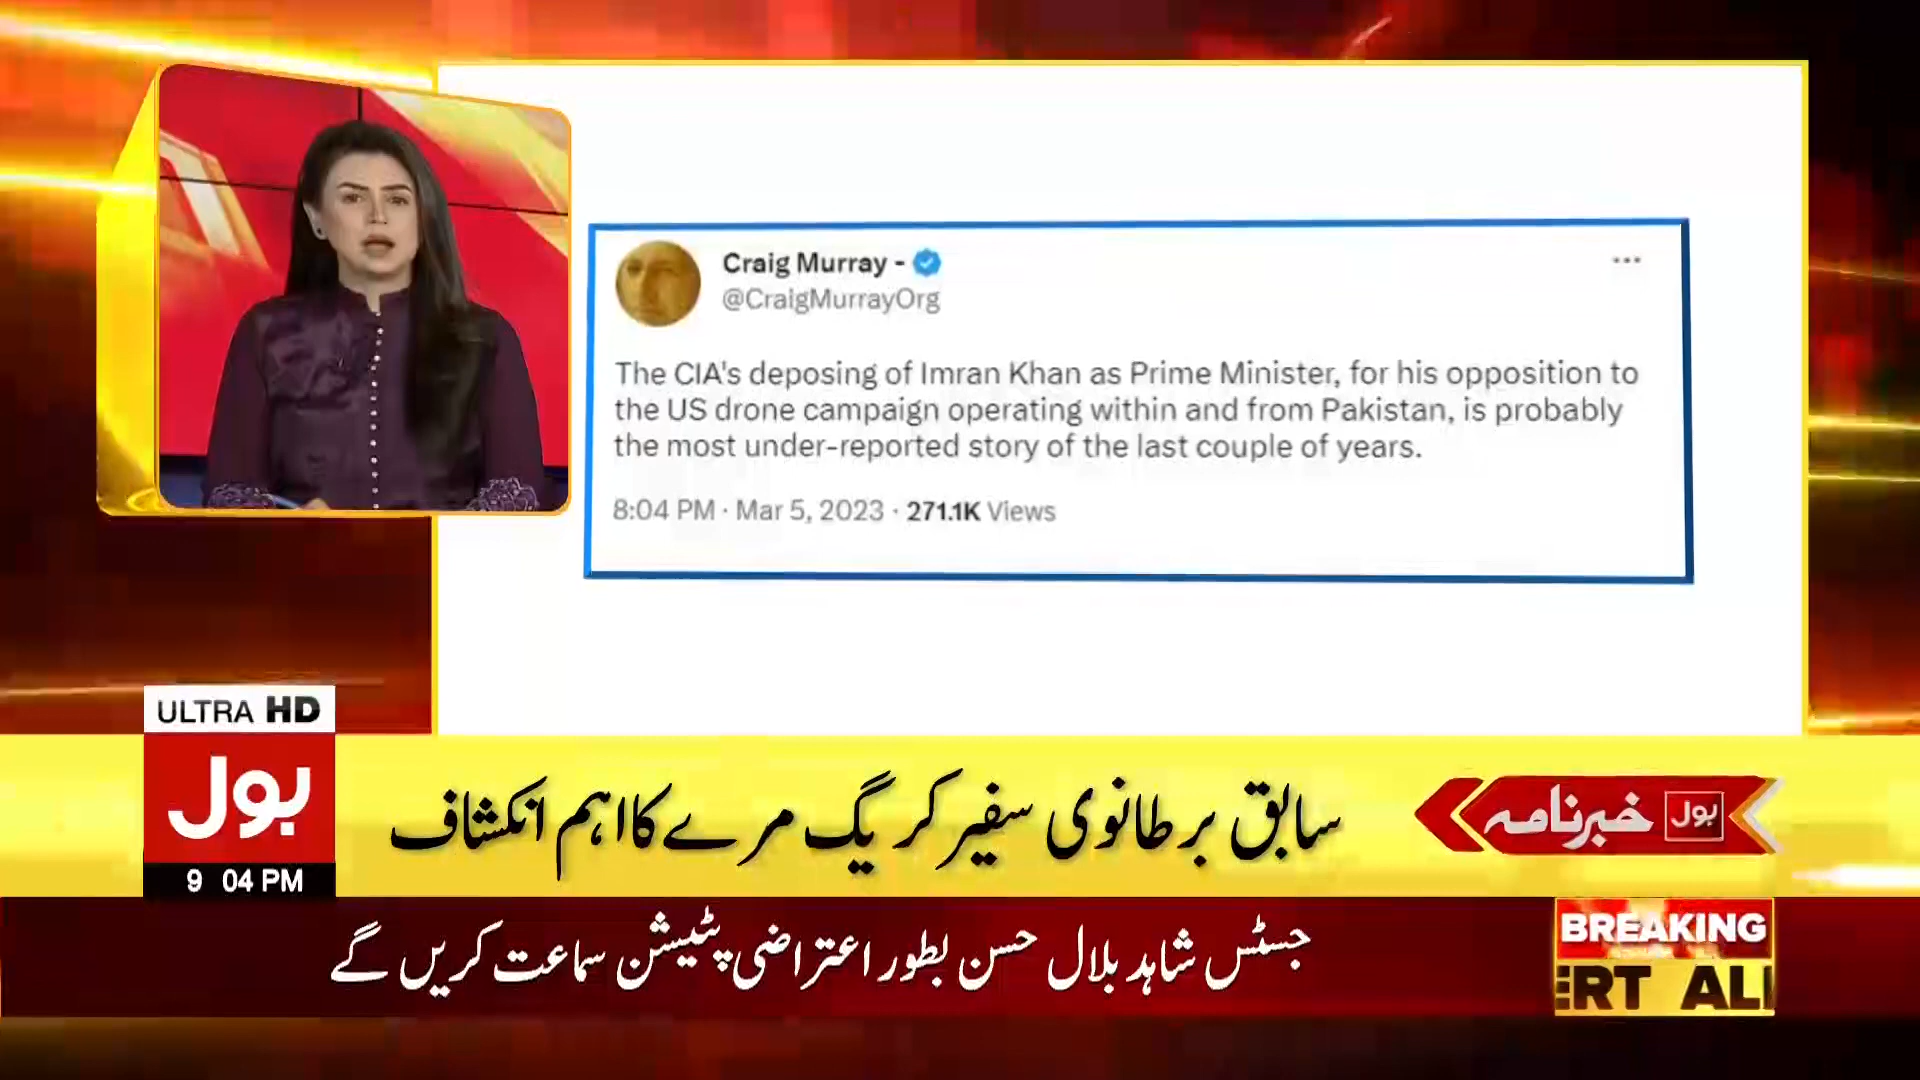 Craig Murray -
@CraigMurrayOrg
The CIA's deposing of Imran Khan as Prime Minister, for his opposition to
the US drone campaign operating within and from Pakistan, is probably
the most under-reported story of the last couple of years.
8:04 PM · Mar 5, 2023 · 271.1K Views
ULTRA HD
بول
9 04 PM
سابق برطانوی سفیر کریگ مرے کا اہم انکشاف
بول خبرنامہ
جسٹس شاہد بلال حسن بطور اعتراضی پٹیشن سماعت کریں گے
BREAKING
ERT ALI